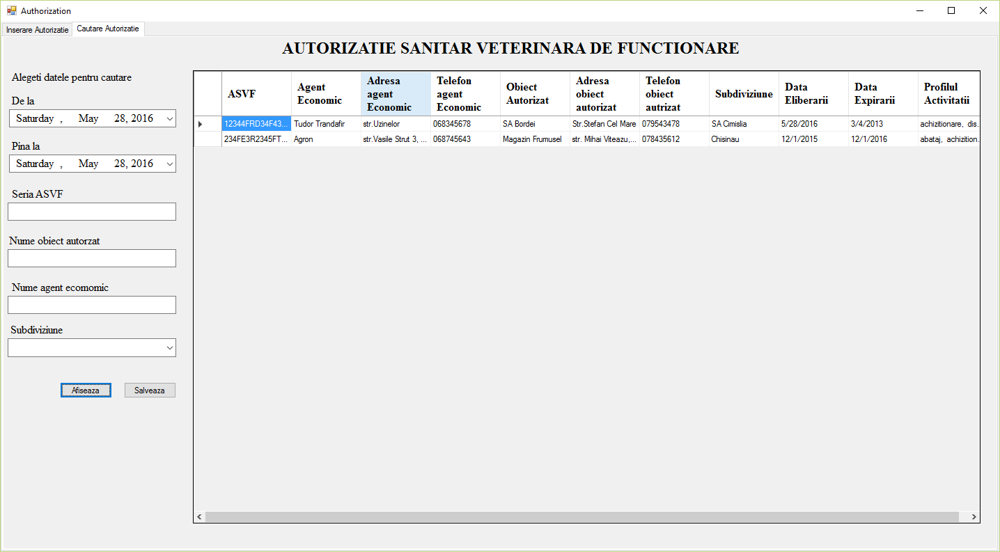 Authorization
Inserare Autorizatie Cautare Autorizatie
AUTORIZATIE SANITAR VETERINARA DE FUNCTIONARE
Alegeti datele pentru cautare
De la
Saturday , May 28, 2016
Pina la
Saturday , May 28, 2016
Seria ASVF
Nume obiect autorzat
Nume agent ecomomic
Subdiviziune
Afiseaza Salveaza
ASVF Agent Economic Adresa agent Economic Telefon agent Economic Obiect Autorizat Adresa obiect autorizat Telefon obiect autrizat Subdiviziune Data Eliberarii Data Expirarii Profilul Activitatii
12344FRD34F43... Tudor Trandafir str.Uzinelor 068345678 SA Bordei Str.Stefan Cel Mare 079543478 SA Cimislia 5/28/2016 3/4/2013 achizitionare, dis.
234FE3R2345FT... Agron str.Vasile Strut 3, ... 068745643 Magazin Frumusel str. Mihai Viteazu,... 078435612 Chisinau 12/1/2015 12/1/2016 abataj, achizition.